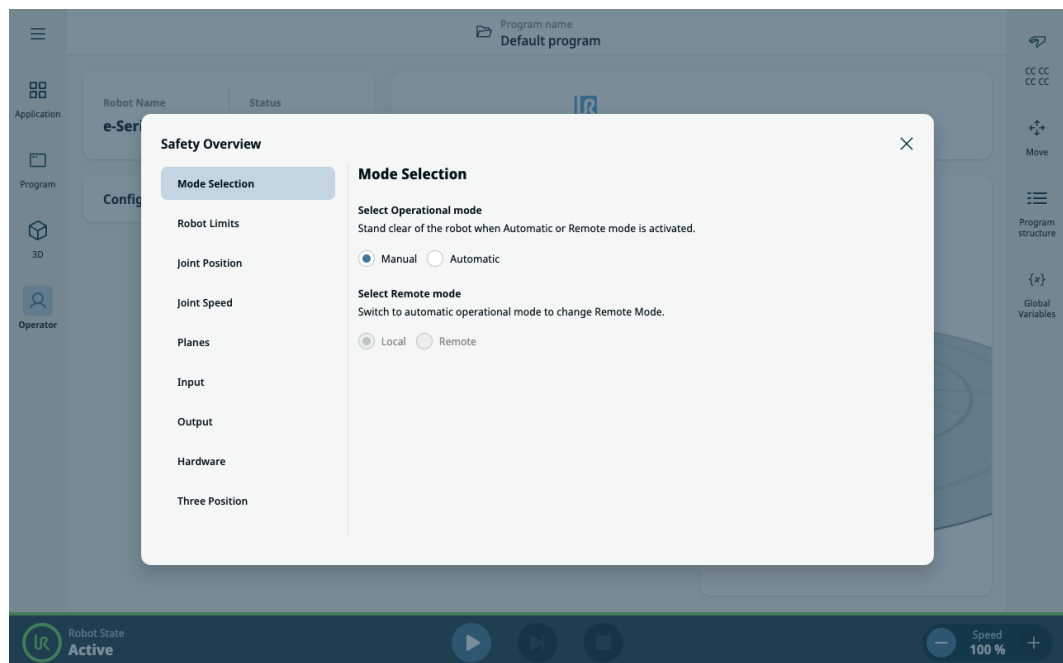 Program name
Default program
Application
Program
3D
Operator
Robot Name
Status
e-Seri
Config
Safety Overview
Mode Selection
Robot Limits
Joint Position
Joint Speed
Planes
Input
Output
Hardware
Three Position
Mode Selection
Select Operational mode
Stand clear of the robot when Automatic or Remote mode is activated.
Manual Automatic
Select Remote mode
Switch to automatic operational mode to change Remote Mode.
Local Remote
CC CC
CC CC
Move
Program
structure
{x}
Global
Variables
UR
Robot State
Active
Speed
100 %